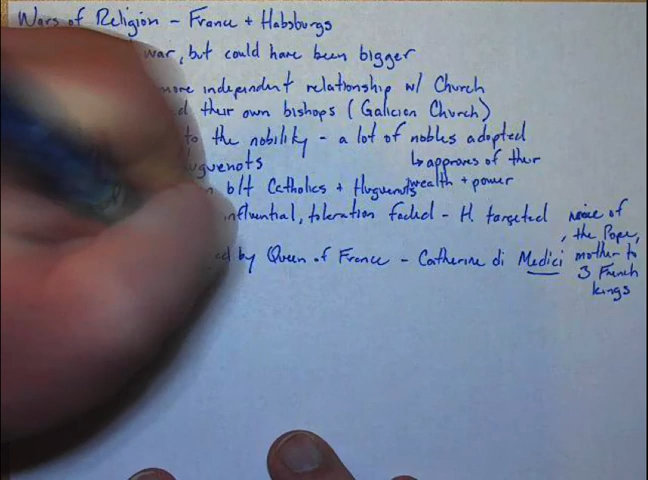 Wars of Religion - France + Habsburgs
war, but could have been bigger
more independent relationship w/ Church
their own bishops (Galician Church)
to the nobility - a lot of nobles adopted
↳ approves of their
wealth + power
b/t Catholics + Huguenots
influential, toleration faded - H. targeted
by Queen of France - Catherine di Medici
niece of
the Pope,
mother to
3 French
kings